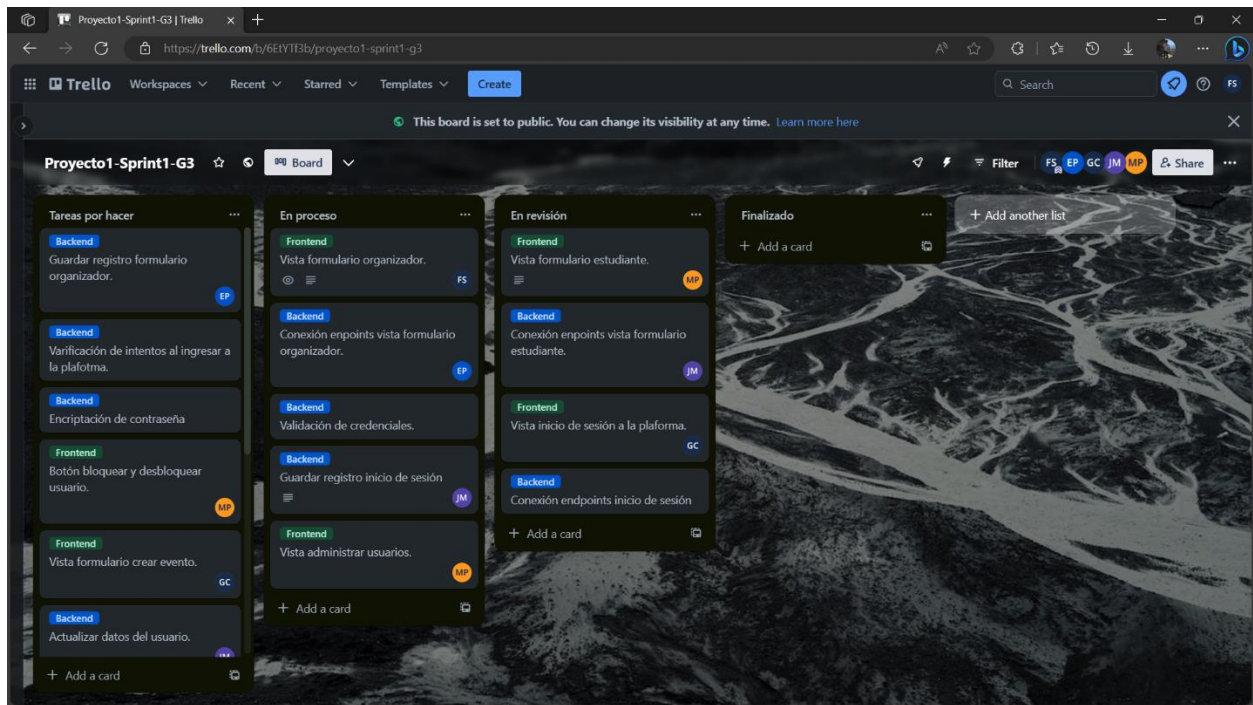 Proyecto1-Sprint1-G3 | Trello
https://trello.com/b/6EtYTf3b/proyecto1-sprint1-g3
Trello Workspaces Recent Starred Templates Create Search FS
This board is set to public. You can change its visibility at any time. Learn more here
Proyecto1-Sprint1-G3 Board Filter FS EP GC JM MP Share
Tareas por hacer
Backend
Guardar registro formulario
organizador.
EP
Backend
Varificación de intentos al ingresar a
la plafotma.
Backend
Encriptación de contraseña
Frontend
Botón bloquear y desbloquear
usuario.
MP
Frontend
Vista formulario crear evento.
GC
Backend
Actualizar datos del usuario.
JM
+ Add a card
En proceso
Frontend
Vista formulario organizador.
FS
Backend
Conexión enpoints vista formulario
organizador.
EP
Backend
Validación de credenciales.
Backend
Guardar registro inicio de sesión
JM
Frontend
Vista administrar usuarios.
MP
+ Add a card
En revisión
Frontend
Vista formulario estudiante.
MP
Backend
Conexión enpoints vista formulario
estudiante.
JM
Frontend
Vista inicio de sesión a la plaforma.
GC
Backend
Conexión endpoints inicio de sesión
+ Add a card
Finalizado
+ Add a card
+ Add another list